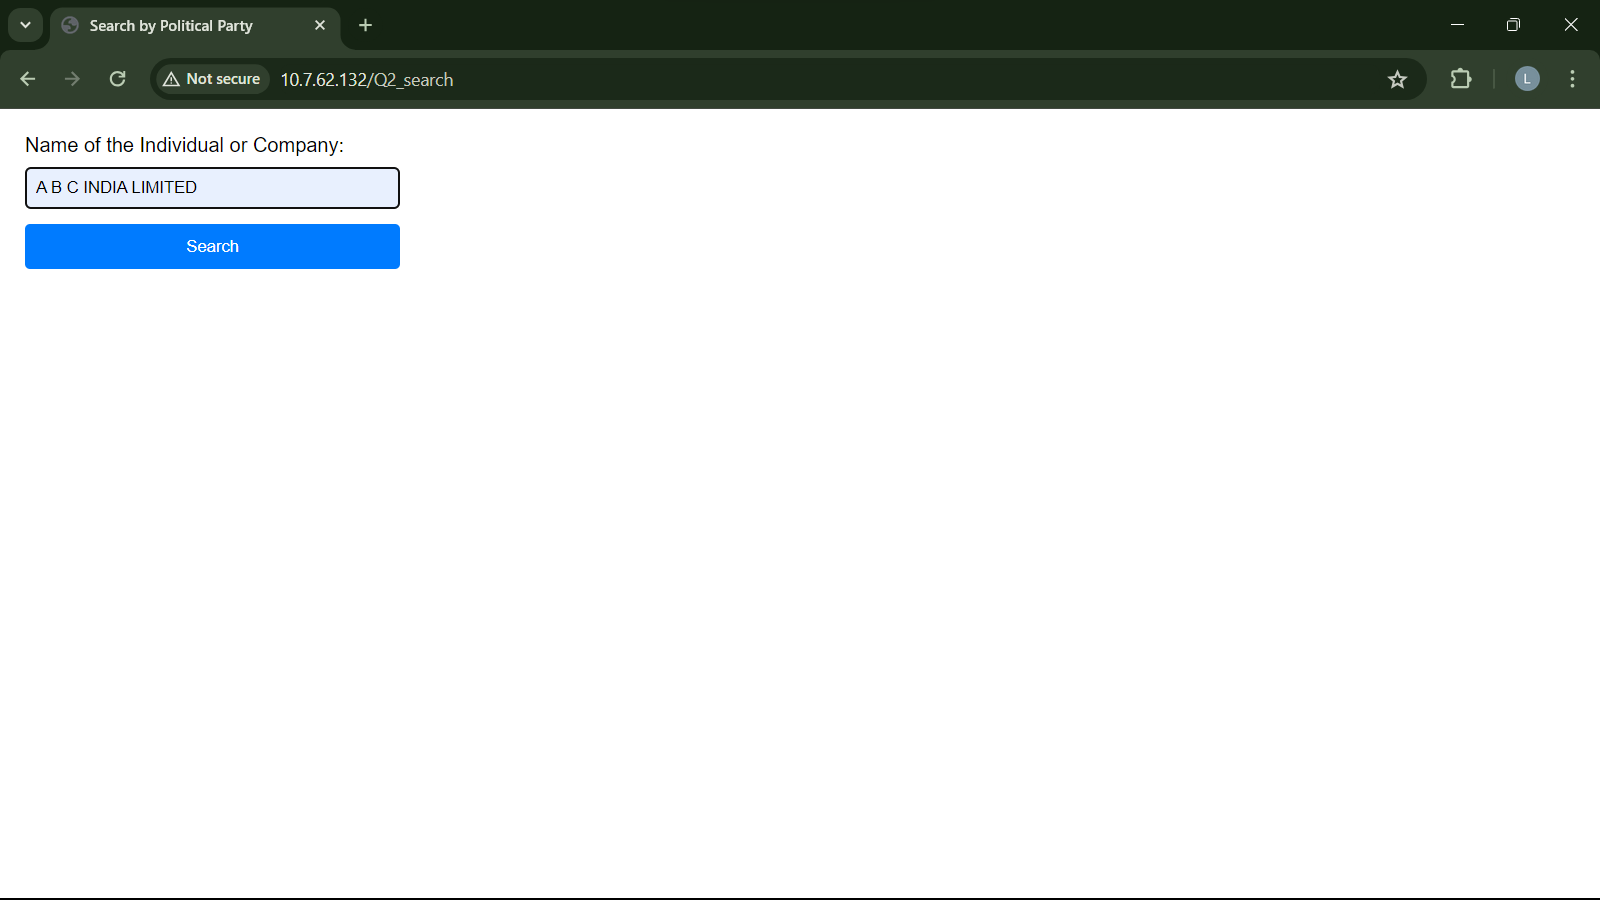 Search by Political Party
Not secure
10.7.62.132/Q2_search
L
Name of the Individual or Company:
A B C INDIA LIMITED
Search